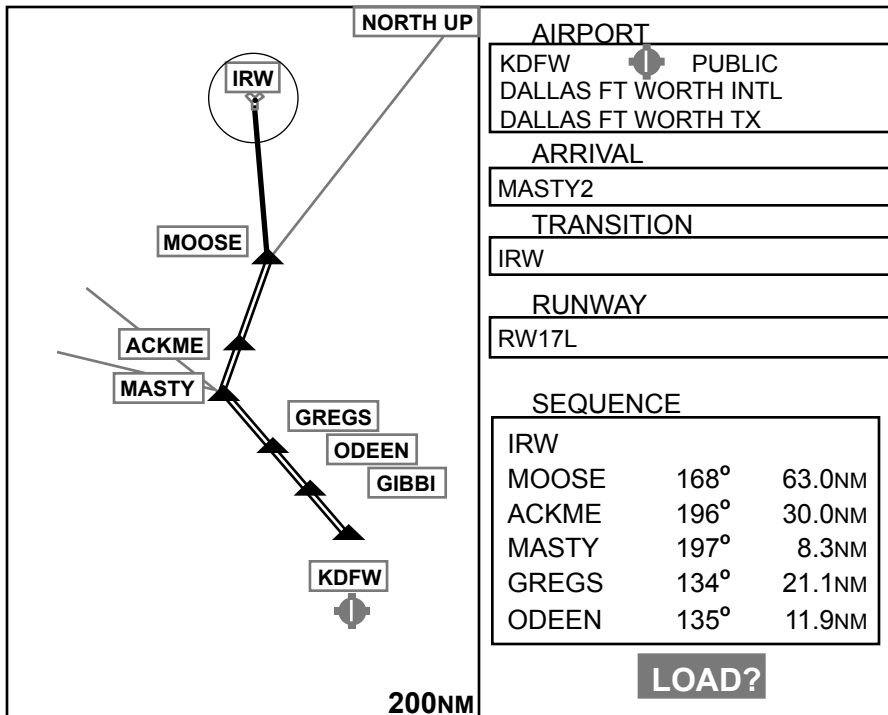 NORTH UP
IRW
MOOSE
ACKME
MASTY
GREGS
ODEEN
GIBBI
KDFW
200NM
AIRPORT
KDFW PUBLIC
DALLAS FT WORTH INTL
DALLAS FT WORTH TX
ARRIVAL
MASTY2
TRANSITION
IRW
RUNWAY
RW17L
SEQUENCE
IRW
MOOSE 168° 63.0NM
ACKME 196° 30.0NM
MASTY 197° 8.3NM
GREGS 134° 21.1NM
ODEEN 135° 11.9NM
LOAD?